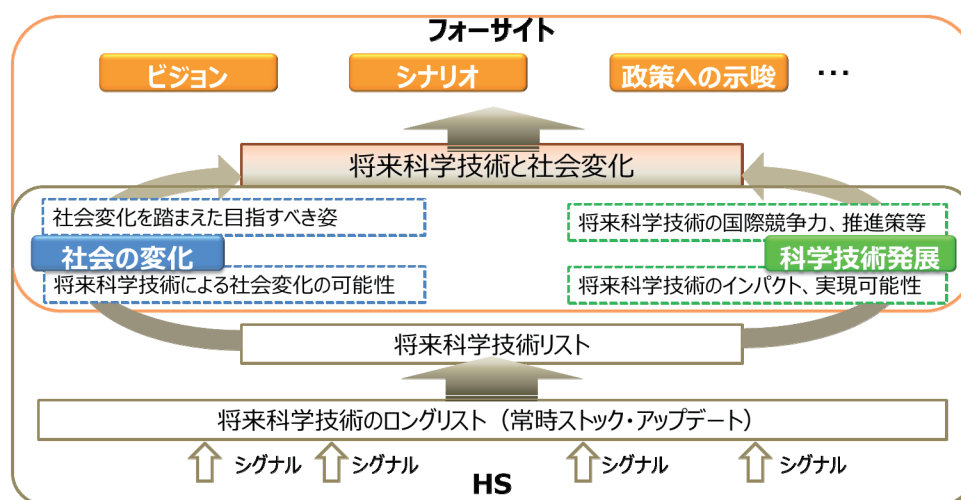 フォーサイト
ビジョン
シナリオ
政策への示唆
･･･
将来科学技術と社会変化
社会変化を踏まえた目指すべき姿
将来科学技術の国際競争力、推進策等
社会の変化
科学技術発展
将来科学技術による社会変化の可能性
将来科学技術のインパクト、実現可能性
将来科学技術リスト
将来科学技術のロングリスト（常時ストック・アップデート）
シグナル
シグナル
シグナル
シグナル
HS